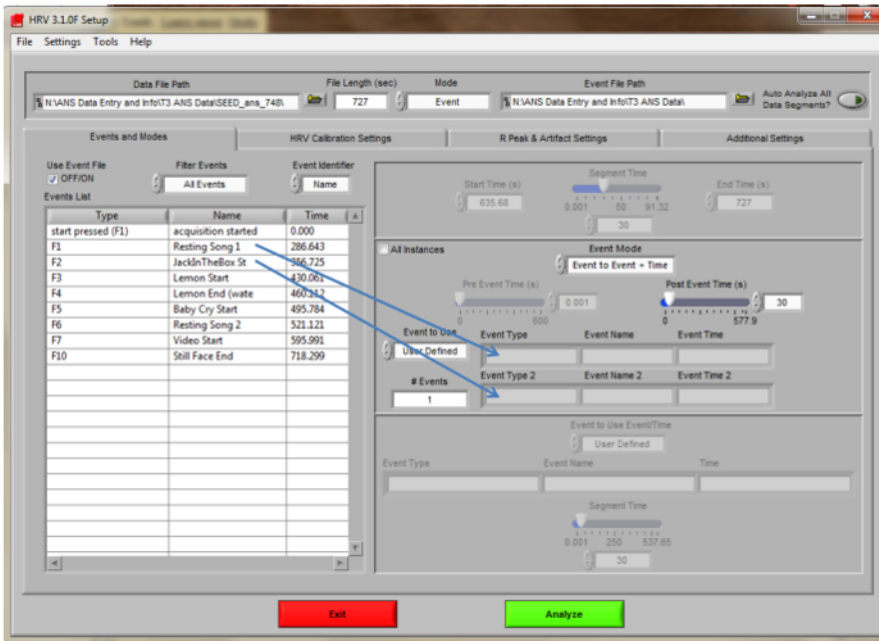 HRV 3.1.0F Setup
File Settings Tools Help
Data File Path File Length (sec) Mode Event File Path Auto Analyze All Data Segments?
N:\ANS Data Entry and Info\T3 ANS Data\SEED_ans_748\ 727 Event N:\ANS Data Entry and Info\T3 ANS Data\
Events and Modes HRV Calibration Settings R Peak & Artifact Settings Additional Settings
Use Event File Filter Events Event Identifier
OFF/ON All Events Name
Events List
Type Name Time
start pressed (F1) acquisition started 0.000
F1 Resting Song 1 286.643
F2 JackInTheBox St 356.725
F3 Lemon Start 430.061
F4 Lemon End (wate 460.112
F5 Baby Cry Start 495.784
F6 Resting Song 2 521.121
F7 Video Start 595.991
F10 Still Face End 718.299
Segment Time
Start Time (s) End Time (s)
635.68 0.001 50 91.32 727
30
All Instances Event Mode
Event to Event + Time
Pre Event Time (s) Post Event Time (s)
0.001 30
0 600 0 577.9
Event to Use Event Type Event Name Event Time
User Defined
# Events Event Type 2 Event Name 2 Event Time 2
1
Event to Use Event/Time
User Defined
Event Type Event Name Time
Segment Time
0.001 250 537.65
30
Exit Analyze